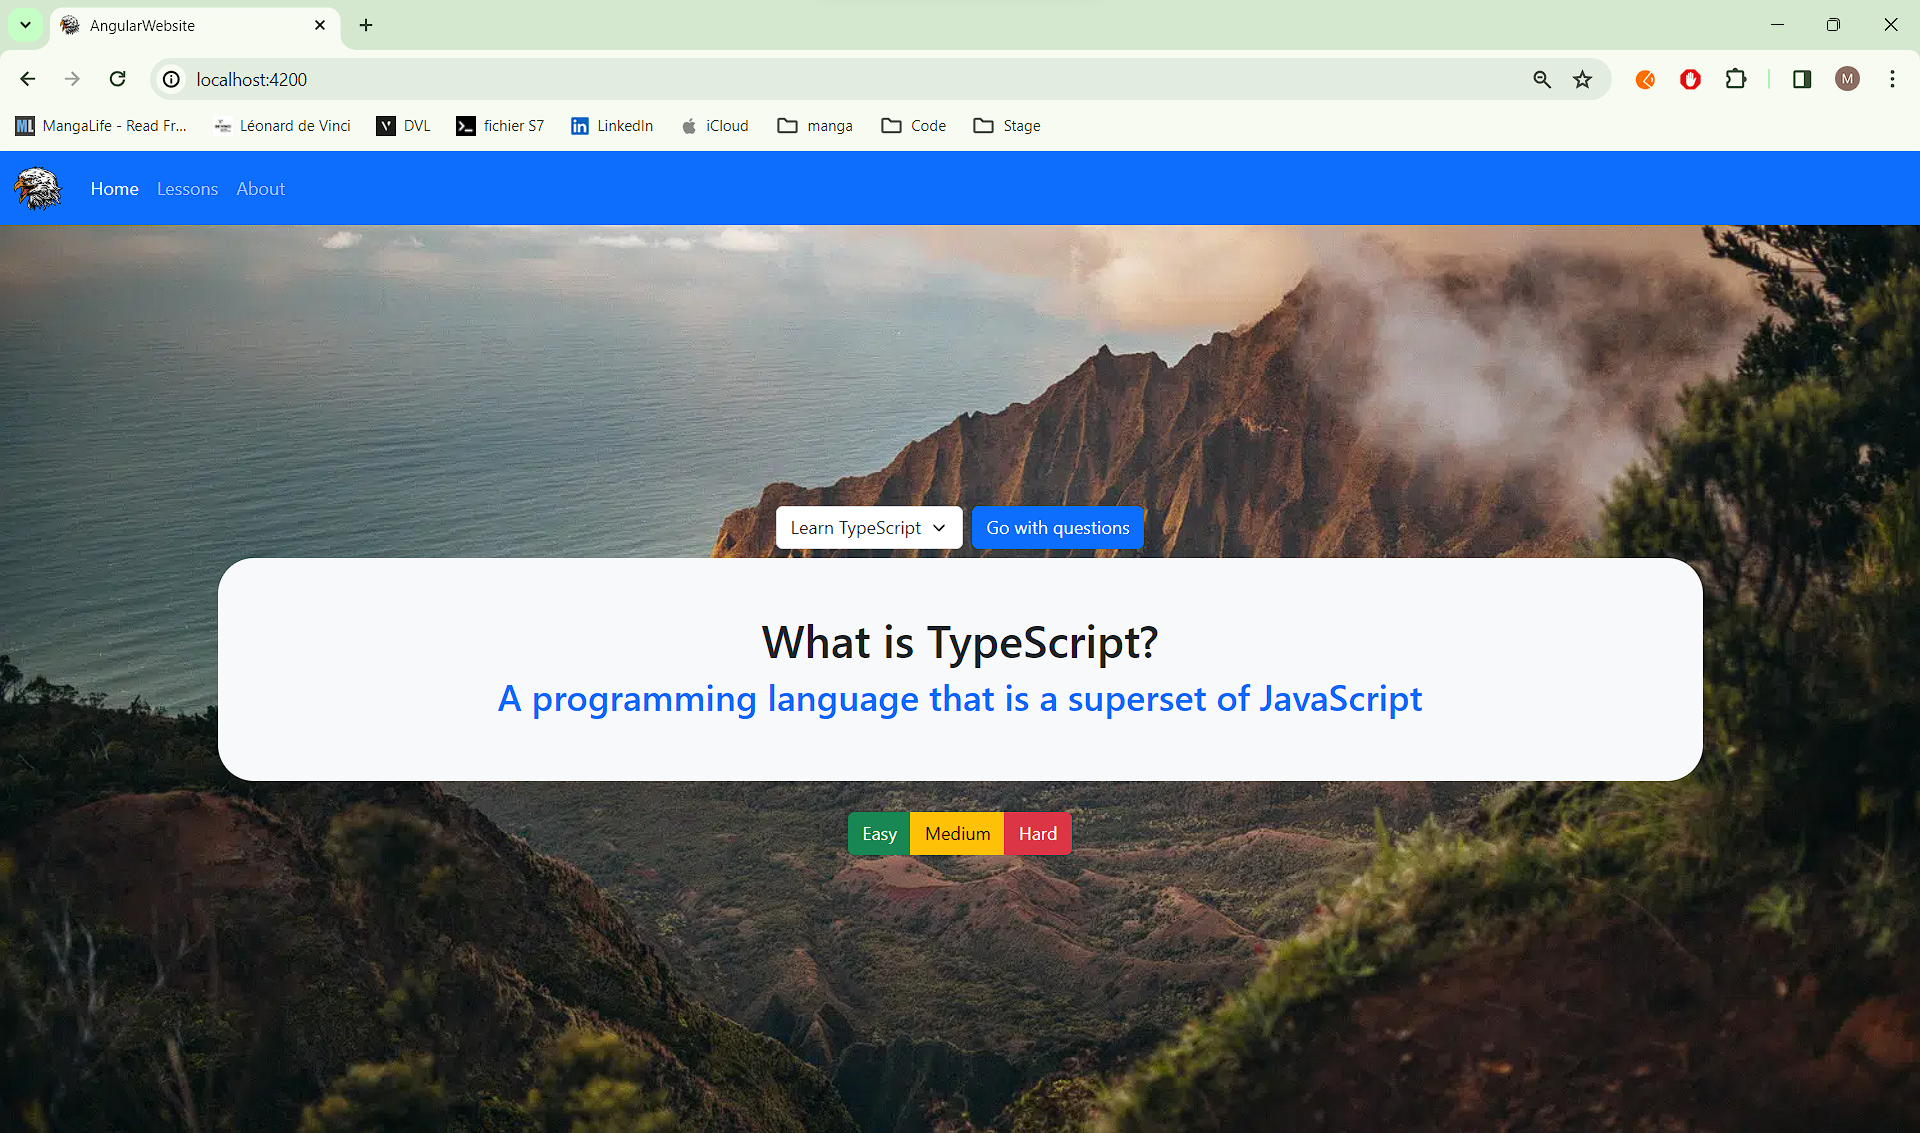 AngularWebsite
localhost:4200
M
MangaLife - Read Fr...
Léonard de Vinci
DVL
fichier S7
LinkedIn
iCloud
manga
Code
Stage
Home Lessons About
Learn TypeScript
Go with questions
What is TypeScript?
A programming language that is a superset of JavaScript
Easy Medium Hard